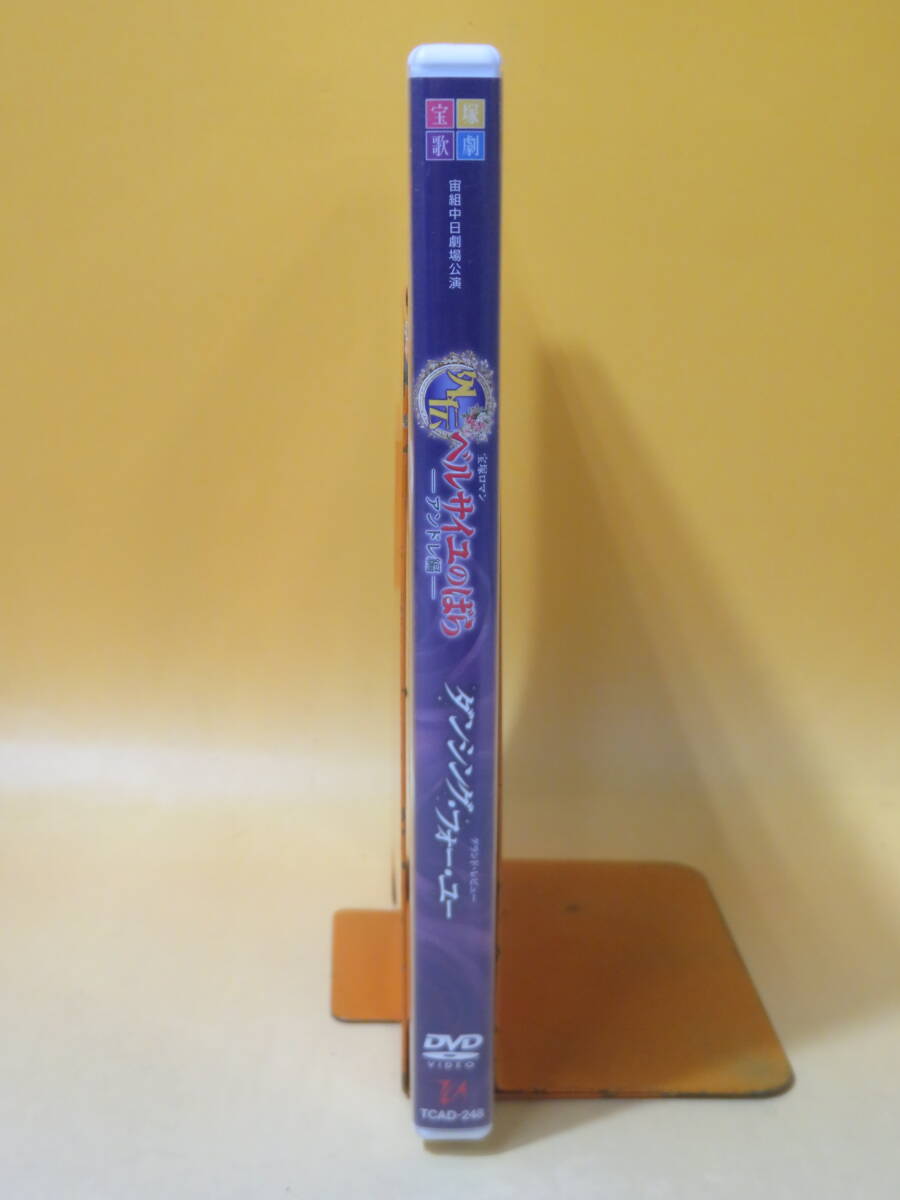 宝塚
歌劇
宙組中日劇場公演
外伝
宝塚ロマン
ベルサイユのばら
―アンドレ編―
グランド・レビュー
ダンシング・フォー・ユー
DVD
VIDEO
TCAD-248